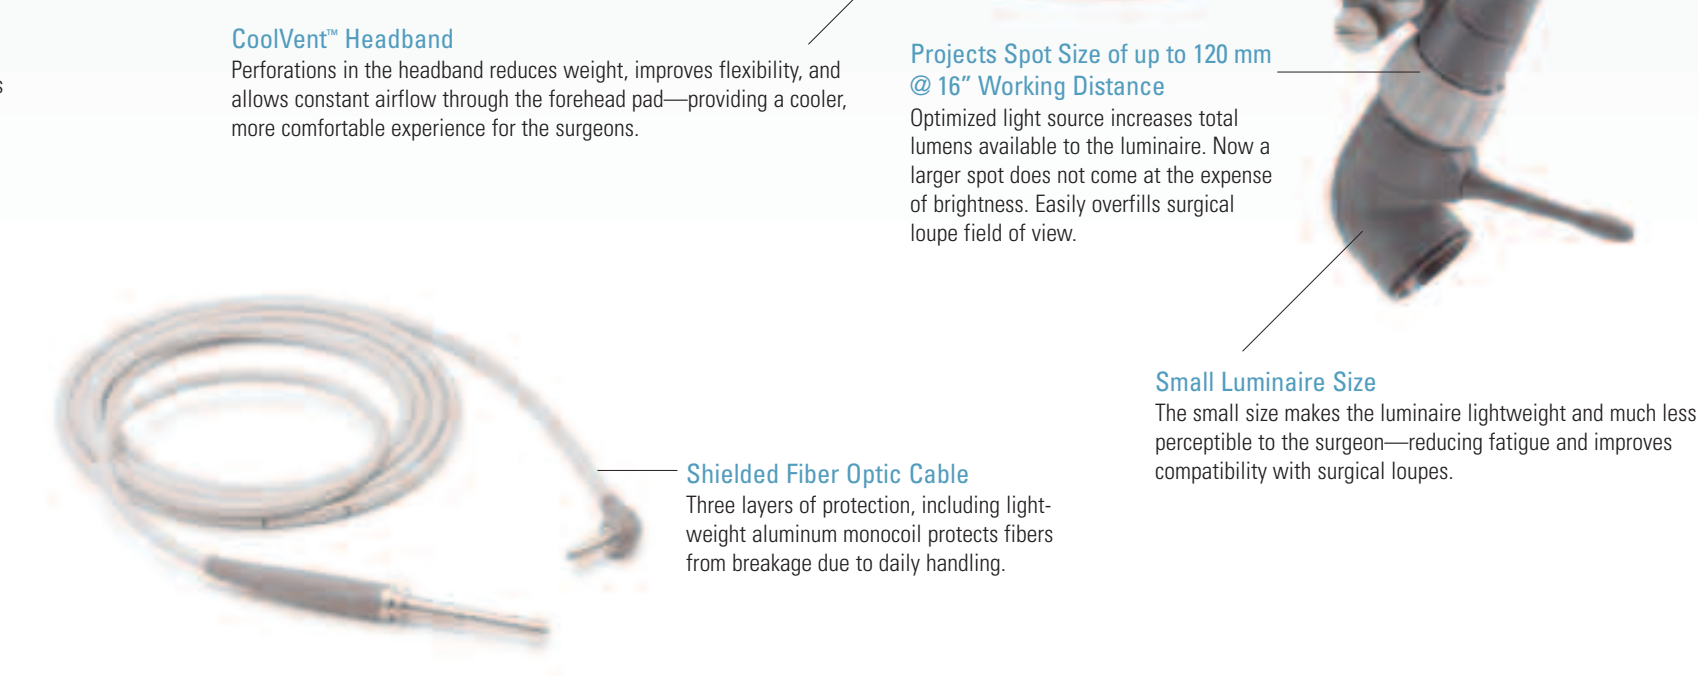 CoolVent™ Headband
Perforations in the headband reduces weight, improves flexibility, and
allows constant airflow through the forehead pad—providing a cooler,
more comfortable experience for the surgeons.
Projects Spot Size of up to 120 mm
@ 16” Working Distance
Optimized light source increases total
lumens available to the luminaire. Now a
larger spot does not come at the expense
of brightness. Easily overfills surgical
loupe field of view.
Small Luminaire Size
The small size makes the luminaire lightweight and much less
perceptible to the surgeon—reducing fatigue and improves
compatibility with surgical loupes.
Shielded Fiber Optic Cable
Three layers of protection, including light-
weight aluminum monocoil protects fibers
from breakage due to daily handling.